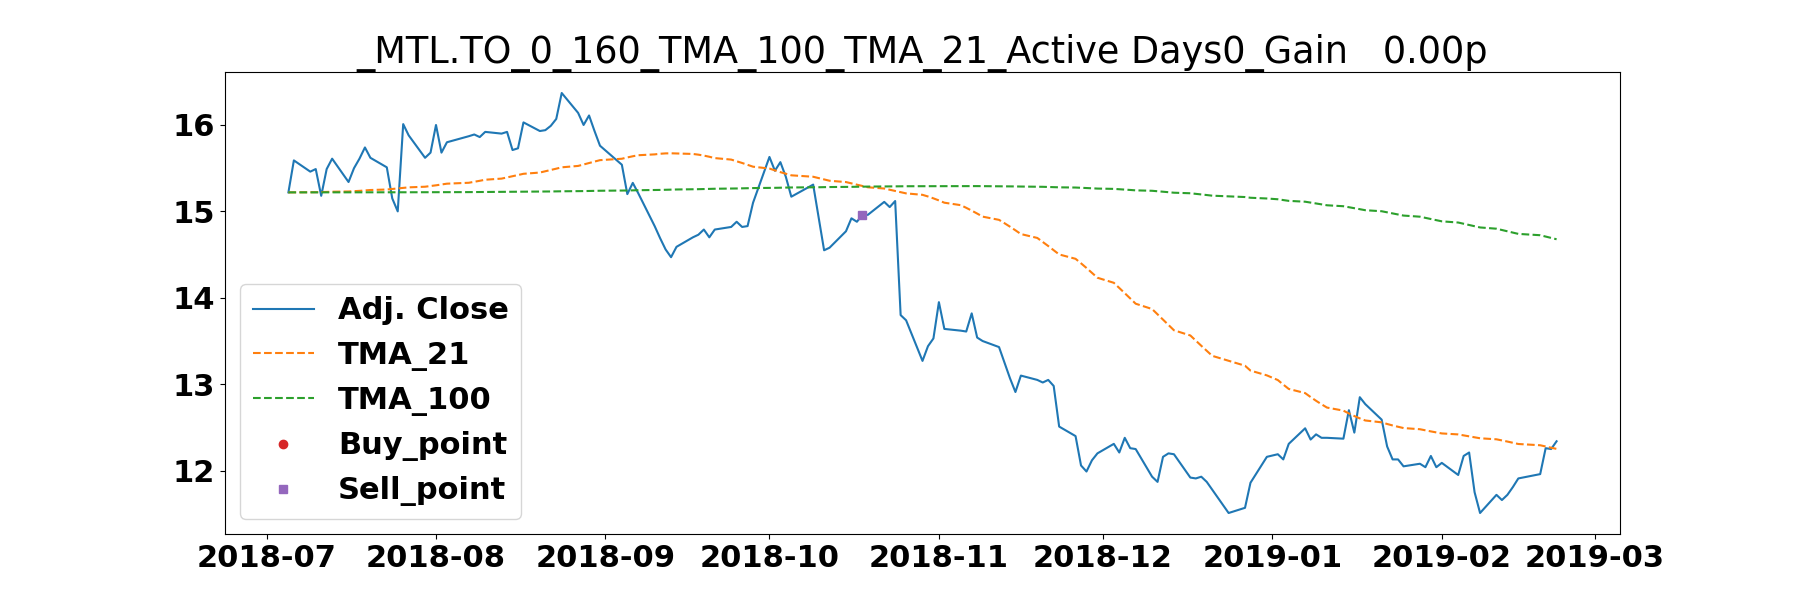 _MTL.TO_0_160_TMA_100_TMA_21_Active Days0_Gain   0.00p
16
15
14
13
12
Adj. Close
TMA_21
TMA_100
Buy_point
Sell_point
2018-07 2018-08 2018-09 2018-10 2018-11 2018-12 2019-01 2019-02 2019-03